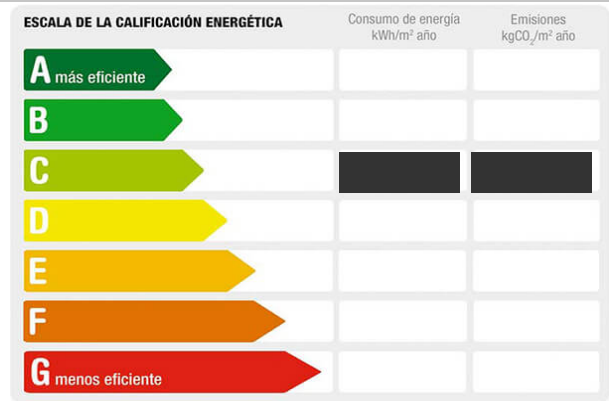 ESCALA DE LA CALIFICACIÓN ENERGÉTICA
Consumo de energía
kWh/m² año
Emisiones
kgCO₂/m² año
A más eficiente
B
C
D
E
F
G menos eficiente